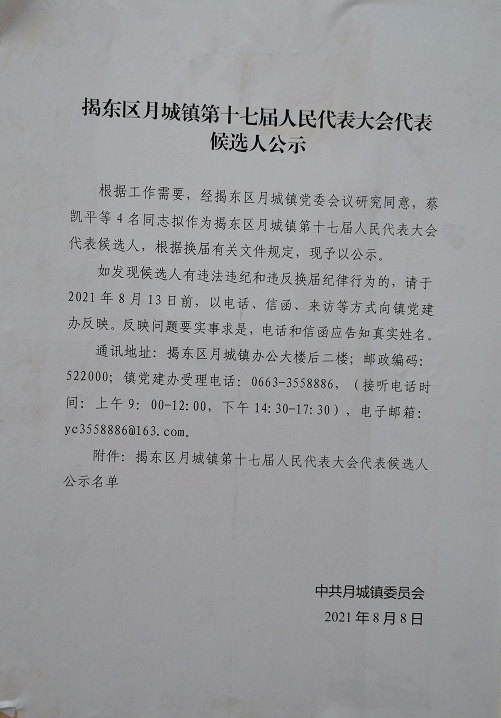 揭东区月城镇第十七届人民代表大会代表
候选人公示
根据工作需要，经揭东区月城镇党委会议研究同意，蔡
凯平等4名同志拟作为揭东区月城镇第十七届人民代表大会
代表候选人，根据换届有关文件规定，现予以公示。
如发现候选人有违法违纪和违反换届纪律行为的，请于
2021年8月13日前，以电话、信函、来访等方式向镇党建
办反映。反映问题要实事求是，电话和信函应告知真实姓名。
通讯地址：揭东区月城镇办公大楼后二楼；邮政编码：
522000；镇党建办受理电话：0663-3558886，（接听电话时
间：上午9：00-12:00，下午14:30-17:30），电子邮箱：
yc3558886@163.com。
附件：揭东区月城镇第十七届人民代表大会代表候选人
公示名单
中共月城镇委员会
2021年8月8日